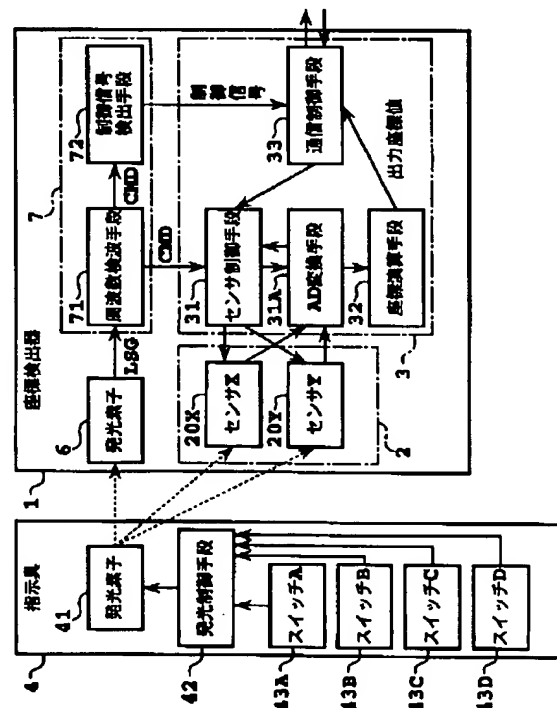 座標検出器
1
7
72
制御信号
検出手段
CMD
71
周波数検波手段
LSG
6
発光素子
CMD
制御
信号
33
通信制御手段
31
センサ制御手段
31A
AD変換手段
32
座標演算手段
出力座標値
3
20X
センサX
20Y
センサY
2
指示具
4
41
発光素子
42
発光制御手段
43A
スイッチA
43B
スイッチB
43C
スイッチC
43D
スイッチD